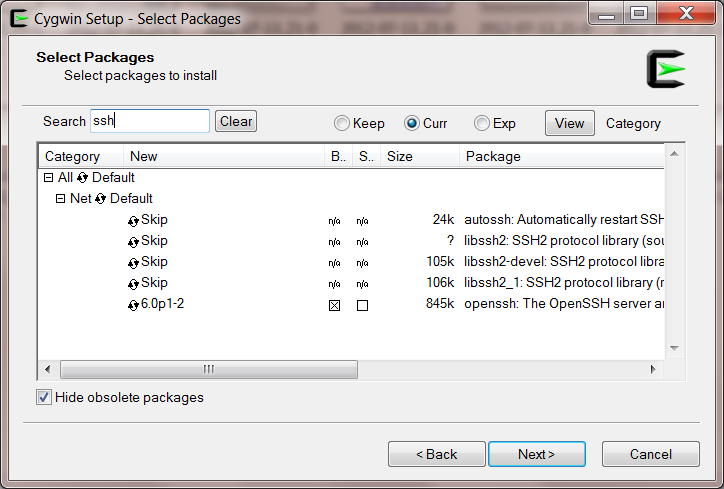 Cygwin Setup - Select Packages
Select Packages
Select packages to install
Search ssh Clear Keep Curr Exp View Category
Category New B.. S.. Size Package
All Default
Net Default
Skip n/a n/a 24k autossh: Automatically restart SSH
Skip n/a n/a ? libssh2: SSH2 protocol library (sou
Skip n/a n/a 105k libssh2-devel: SSH2 protocol libra
Skip n/a n/a 106k libssh2_1: SSH2 protocol library (r
6.0p1-2 845k openssh: The OpenSSH server an
Hide obsolete packages
< Back Next > Cancel